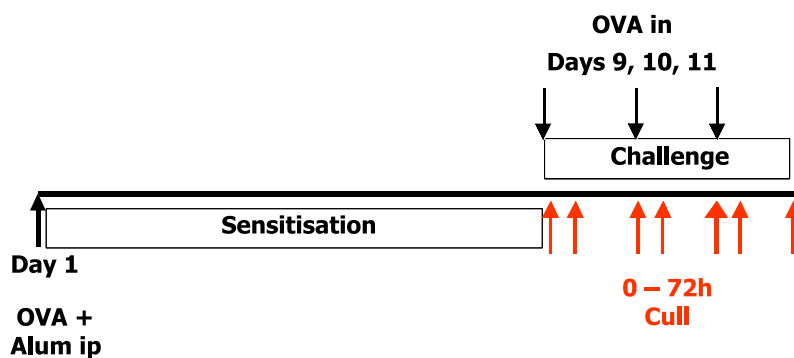 OVA in
Days 9, 10, 11
Challenge
Sensitisation
Day 1
OVA +
Alum ip
0 – 72h
Cull